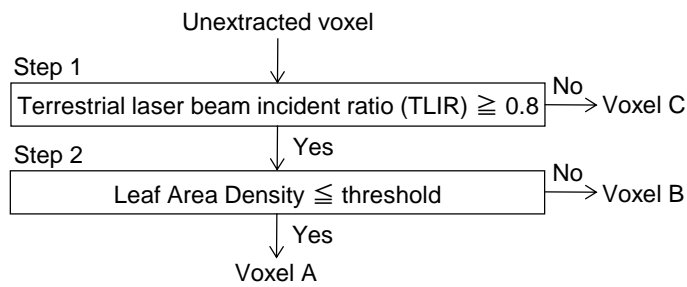 Unextracted voxel
Step 1
Terrestrial laser beam incident ratio (TLIR) ≧ 0.8
No
Voxel C
Yes
Step 2
Leaf Area Density ≦ threshold
No
Voxel B
Yes
Voxel A